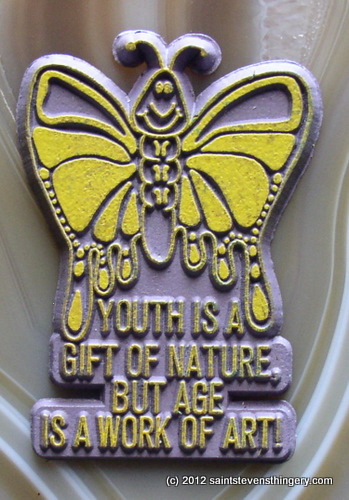 YOUTH IS A
GIFT OF NATURE,
BUT AGE
IS A WORK OF ART!
(c) 2012 saintstevensthingery.com